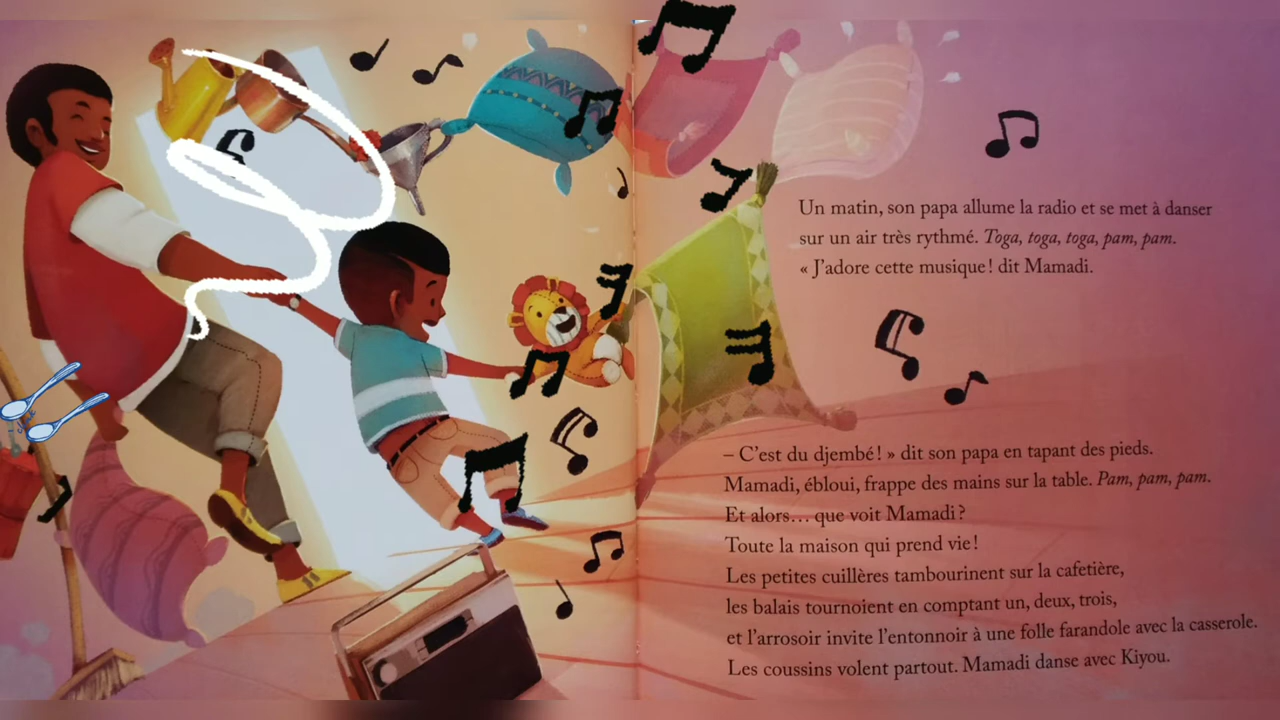 Un matin, son papa allume la radio et se met à danser
sur un air très rythmé. Toga, toga, toga, pam, pam.
« J'adore cette musique ! dit Mamadi.
– C'est du djembé ! » dit son papa en tapant des pieds.
Mamadi, ébloui, frappe des mains sur la table. Pam, pam, pam.
Et alors… que voit Mamadi ?
Toute la maison qui prend vie !
Les petites cuillères tambourinent sur la cafetière,
les balais tournoient en comptant un, deux, trois,
et l'arrosoir invite l'entonnoir à une folle farandole avec la casserole.
Les coussins volent partout. Mamadi danse avec Kiyou.